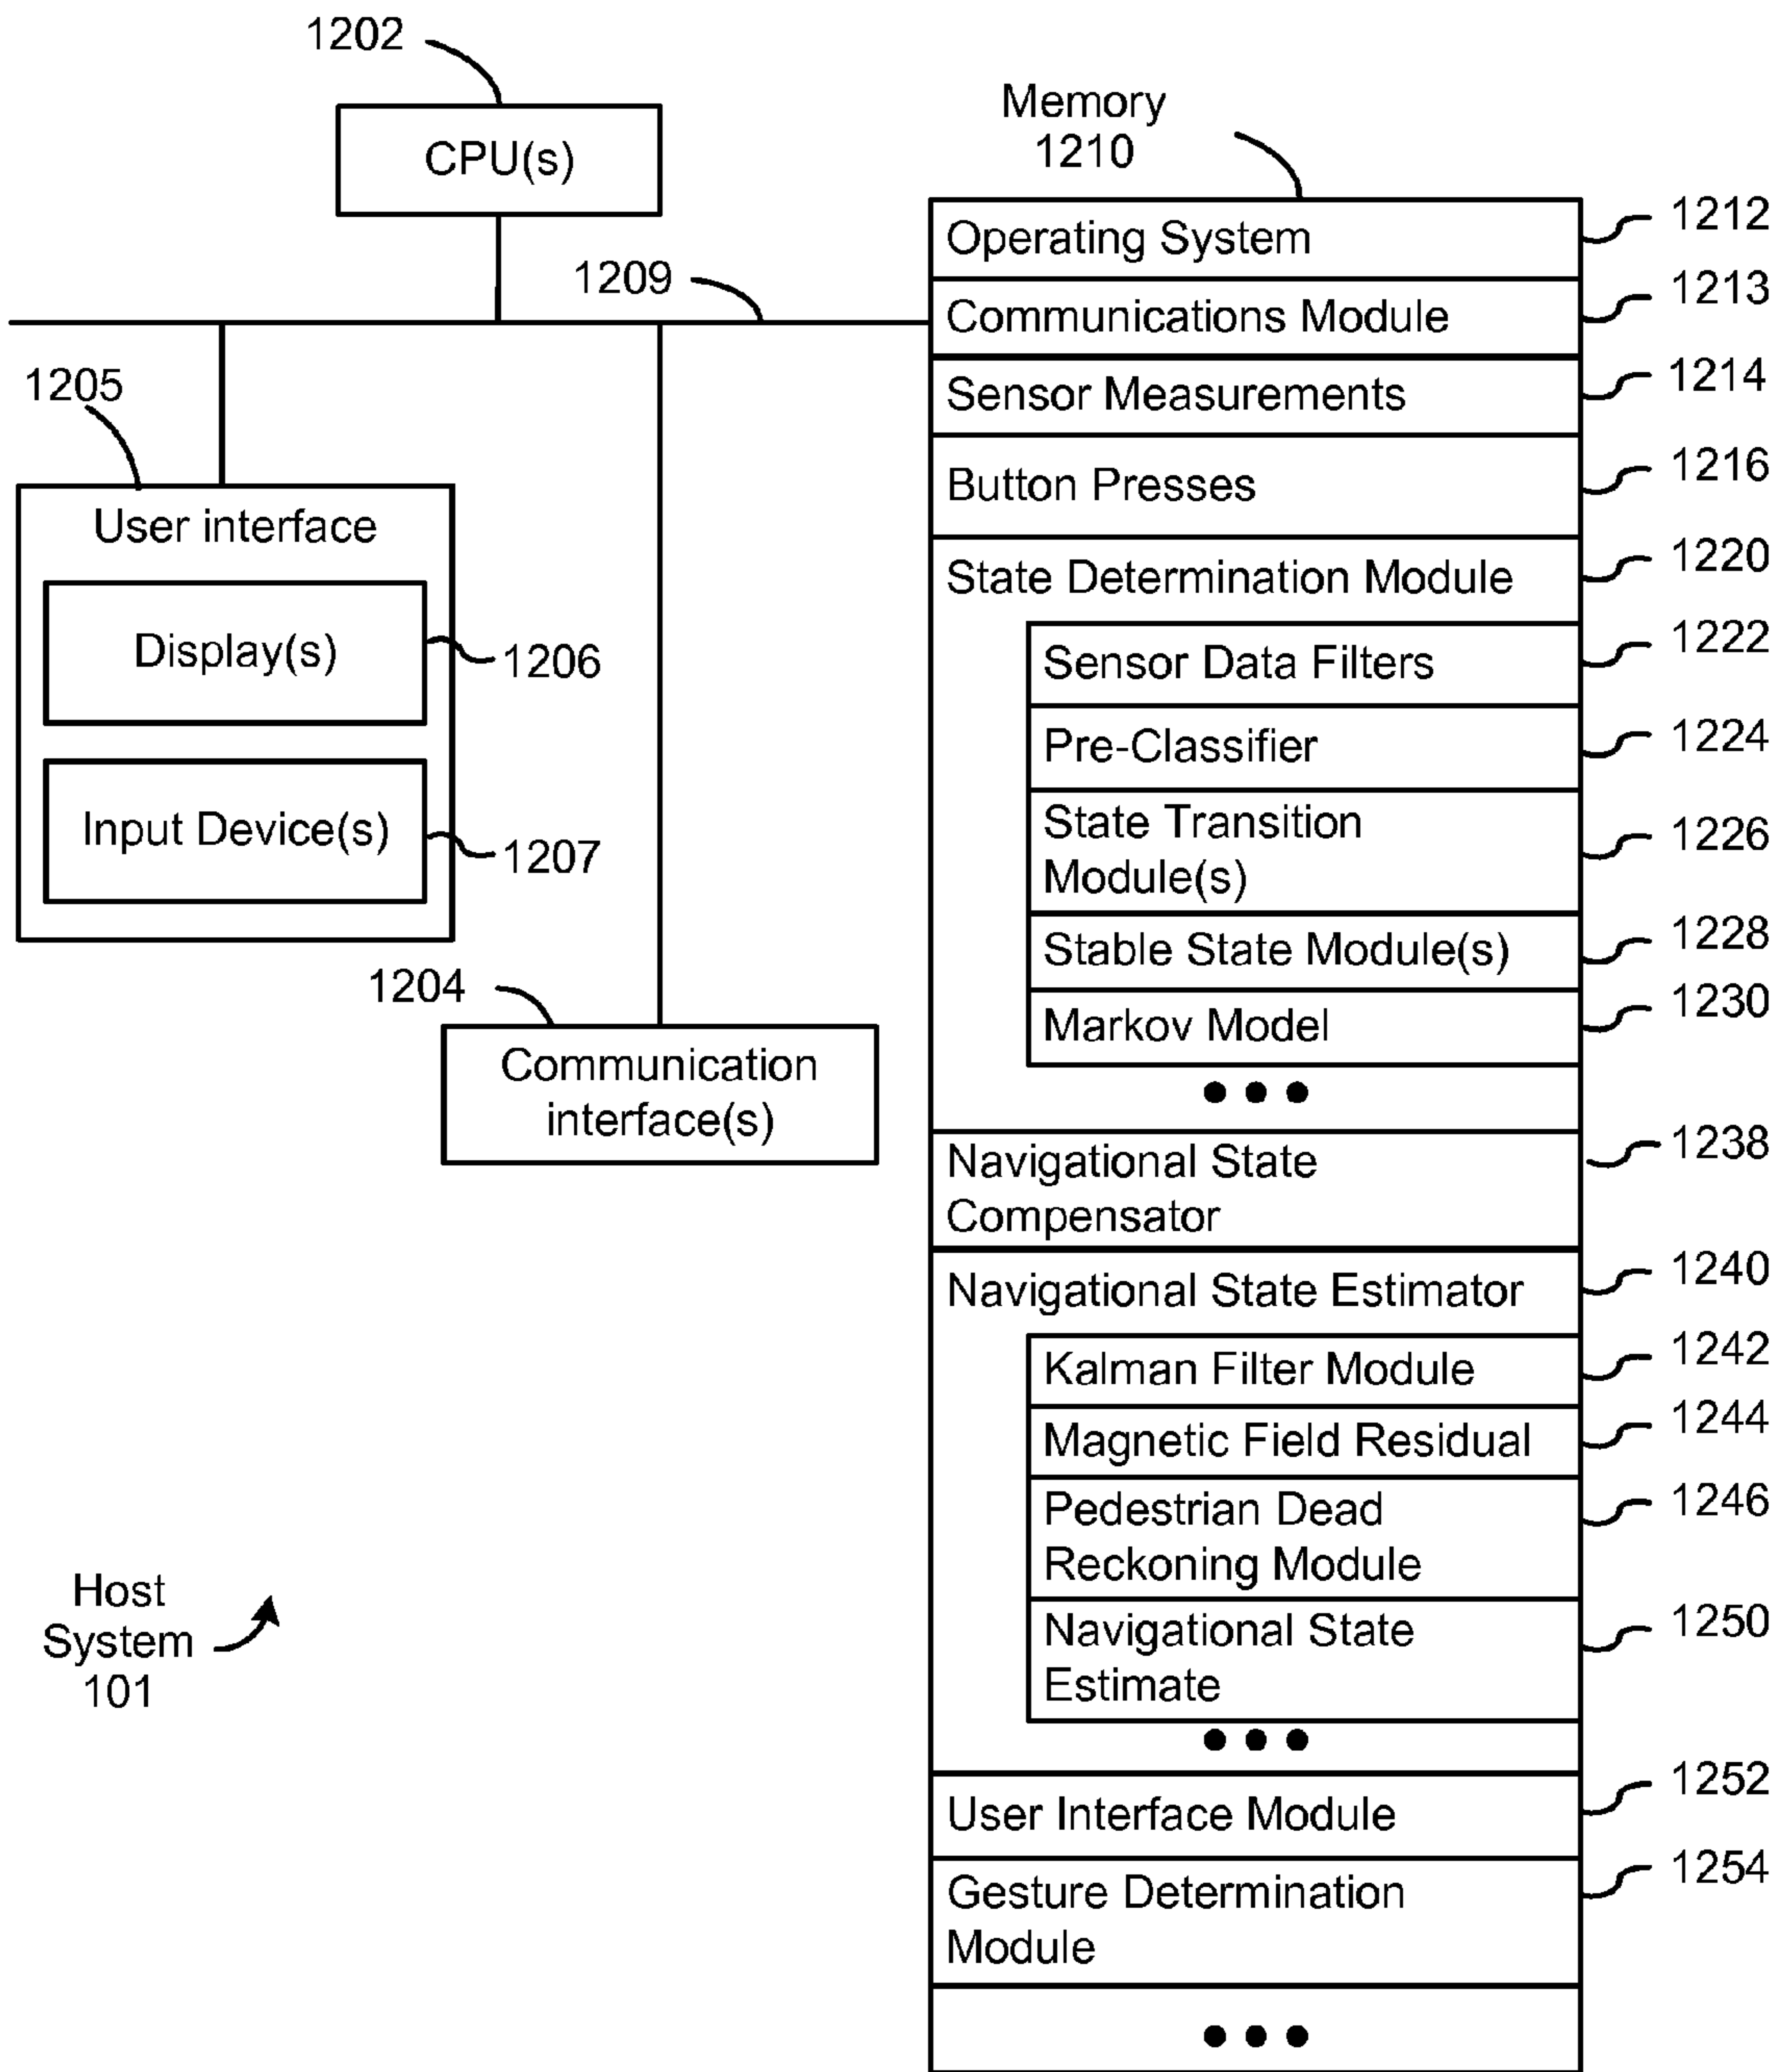 1202
CPU(s)
1209
1205
User interface
Display(s)
1206
Input Device(s)
1207
1204
Communication
interface(s)
Host
System
101
Memory
1210
Operating System
1212
Communications Module
1213
Sensor Measurements
1214
Button Presses
1216
State Determination Module
1220
Sensor Data Filters
1222
Pre-Classifier
1224
State Transition
Module(s)
1226
Stable State Module(s)
1228
Markov Model
1230
Navigational State
Compensator
1238
Navigational State Estimator
1240
Kalman Filter Module
1242
Magnetic Field Residual
1244
Pedestrian Dead
Reckoning Module
1246
Navigational State
Estimate
1250
User Interface Module
1252
Gesture Determination
Module
1254